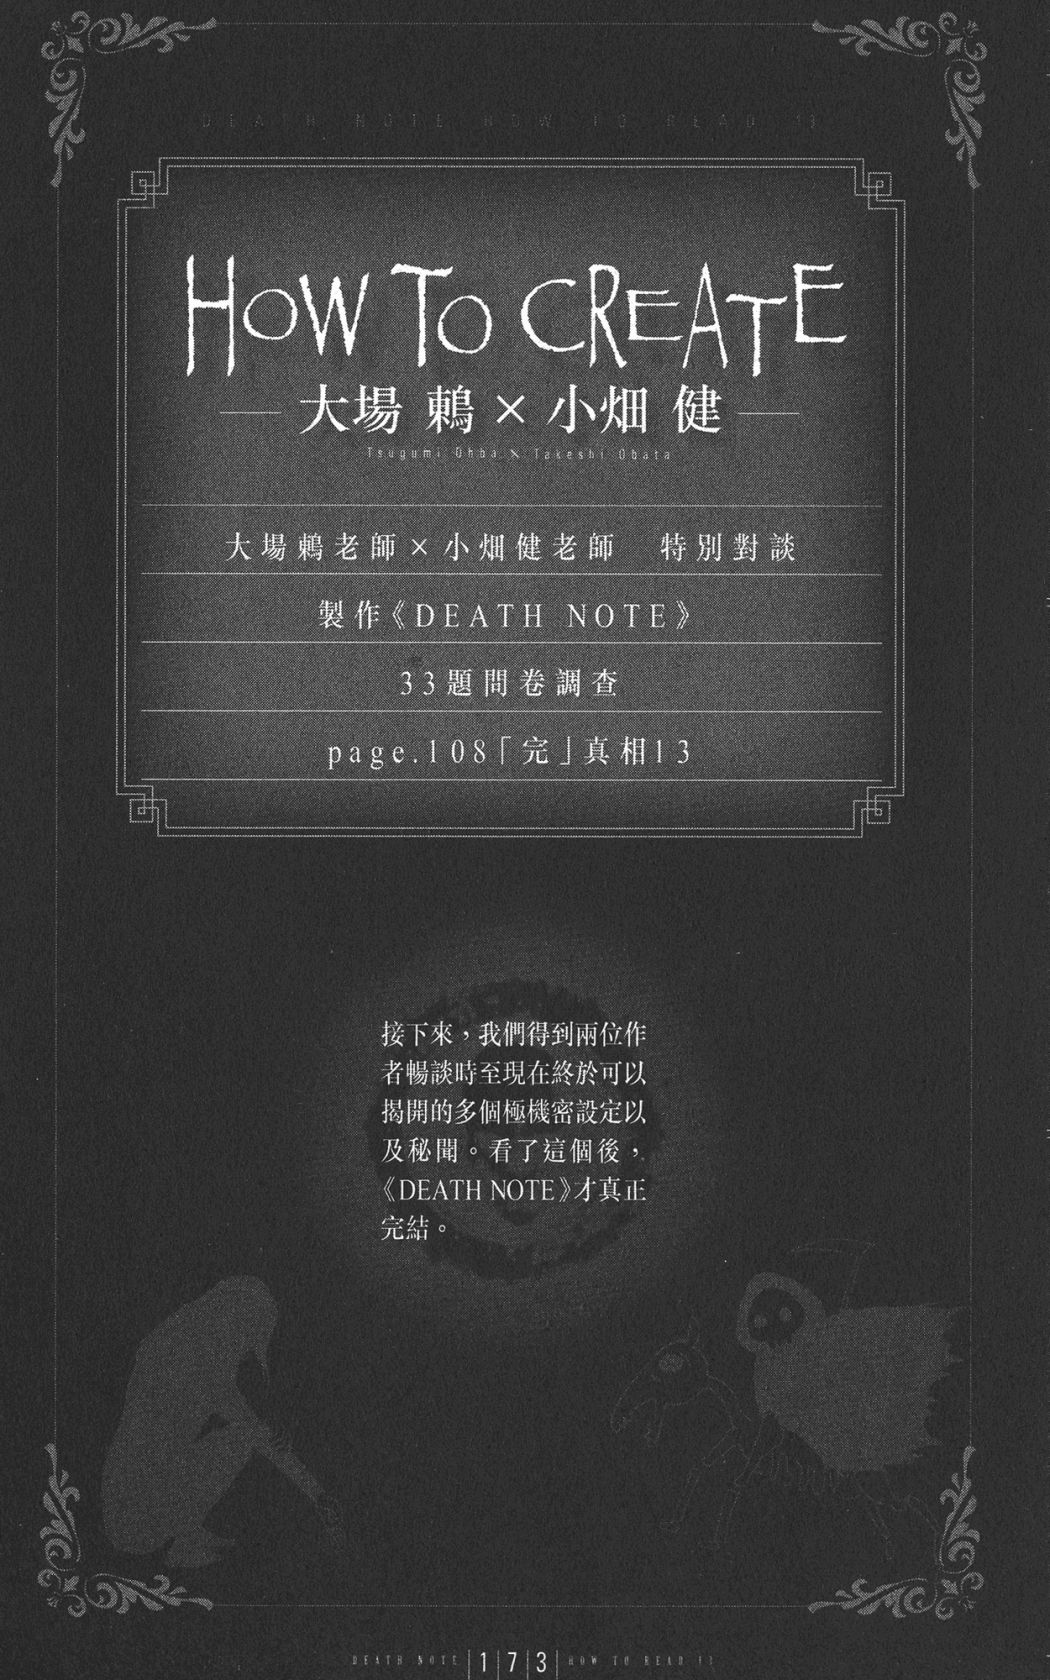 DEATH NOTE HOW TO READ 13
HOW TO CREATE
大場 鶇 × 小畑 健
Tsugumi Ohba × Takeshi Obata
大場鶇老師×小畑健老師 特別對談
製作《DEATH NOTE》
33題問卷調查
page.108「完」真相13
接下來，我們得到兩位作
者暢談時至現在終於可以
揭開的多個極機密設定以
及秘聞。看了這個後，
《DEATH NOTE》才真正
完結。
DEATH NOTE 173 HOW TO READ 13